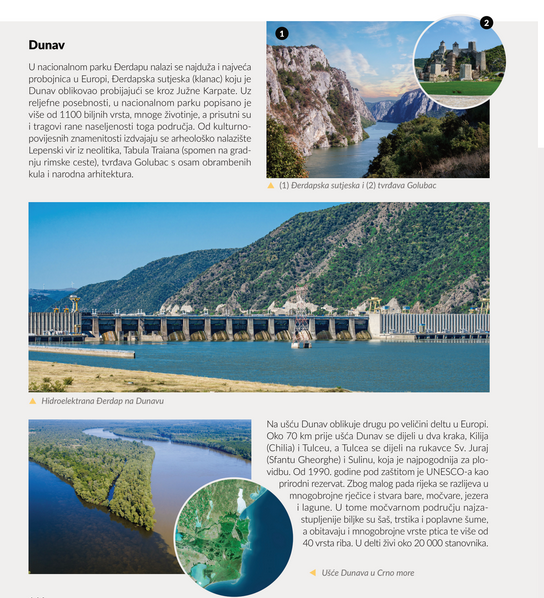 Dunav
U nacionalnom parku Đerdapu nalazi se najduža i najveća
probojnica u Europi, Đerdapska sutjeska (klanac) koju je
Dunav oblikovao probijajući se kroz Južne Karpate. Uz
reljefne posebnosti, u nacionalnom parku popisano je
više od 1100 biljnih vrsta, mnoge životinje, a prisutni su
i tragovi rane naseljenosti toga područja. Od kulturno-
povijesnih znamenitosti izdvajaju se arheološko nalazište
Lepenski vir iz neolitika, Tabula Traiana (spomen na grad-
nju rimske ceste), tvrđava Golubac s osam obrambenih
kula i narodna arhitektura.
1
2
(1) Đerdapska sutjeska i (2) tvrđava Golubac
Hidroelektrana Đerdap na Dunavu
Na ušću Dunav oblikuje drugu po veličini deltu u Europi.
Oko 70 km prije ušća Dunav se dijeli u dva kraka, Kilija
(Chilia) i Tulceu, a Tulcea se dijeli na rukavce Sv. Juraj
(Sfantu Gheorghe) i Sulinu, koja je najpogodnija za plo-
vidbu. Od 1990. godine pod zaštitom je UNESCO-a kao
prirodni rezervat. Zbog malog pada rijeka se razlijeva u
mnogobrojne rječice i stvara bare, močvare, jezera
i lagune. U tome močvarnom području najza-
stupljenije biljke su šaš, trstika i poplavne šume,
a obitavaju i mnogobrojne vrste ptica te više od
40 vrsta riba. U delti živi oko 20 000 stanovnika.
Ušće Dunava u Crno more